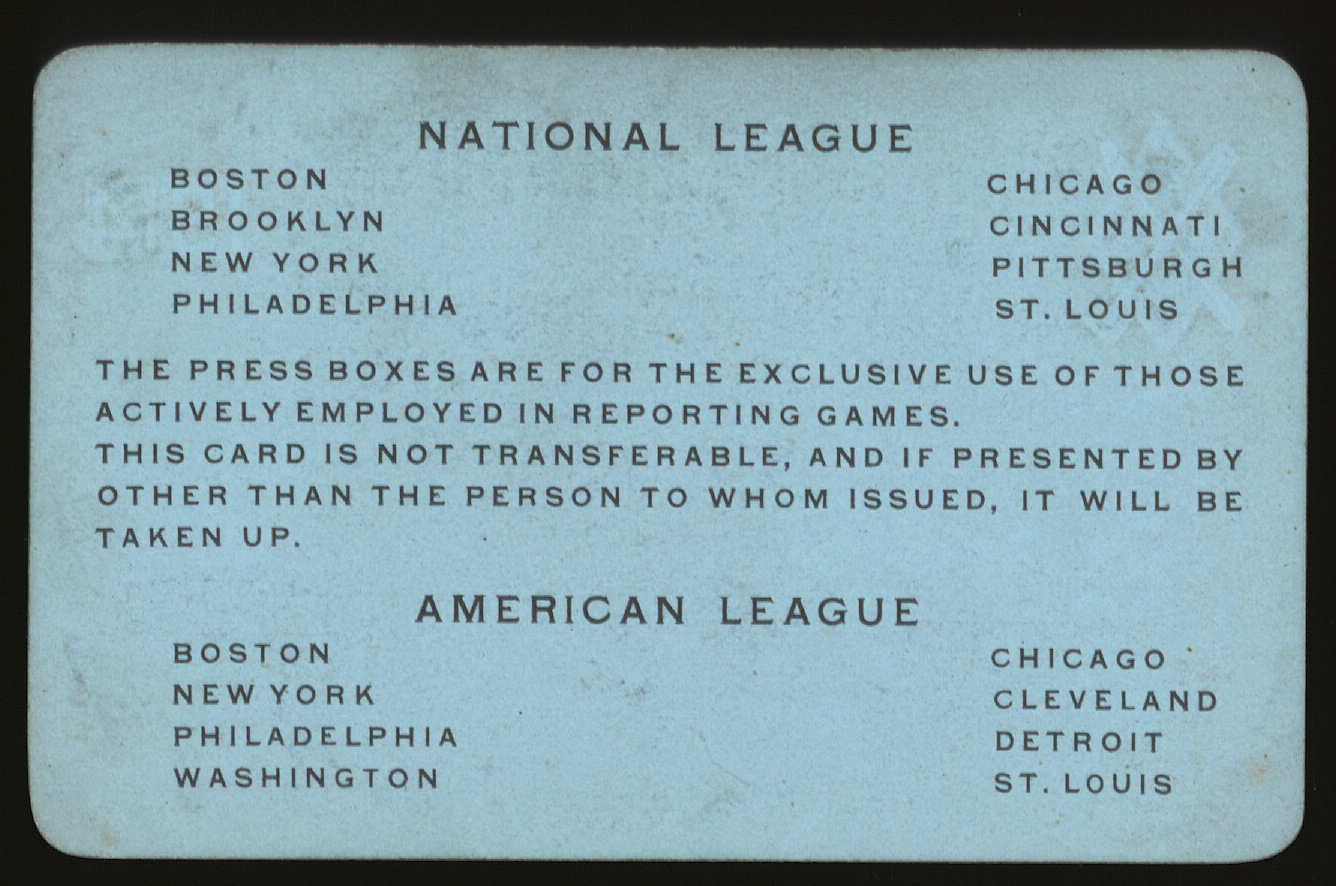 NATIONAL LEAGUE
BOSTON CHICAGO
BROOKLYN CINCINNATI
NEW YORK PITTSBURGH
PHILADELPHIA ST. LOUIS
THE PRESS BOXES ARE FOR THE EXCLUSIVE USE OF THOSE
ACTIVELY EMPLOYED IN REPORTING GAMES.
THIS CARD IS NOT TRANSFERABLE, AND IF PRESENTED BY
OTHER THAN THE PERSON TO WHOM ISSUED, IT WILL BE
TAKEN UP.
AMERICAN LEAGUE
BOSTON CHICAGO
NEW YORK CLEVELAND
PHILADELPHIA DETROIT
WASHINGTON ST. LOUIS